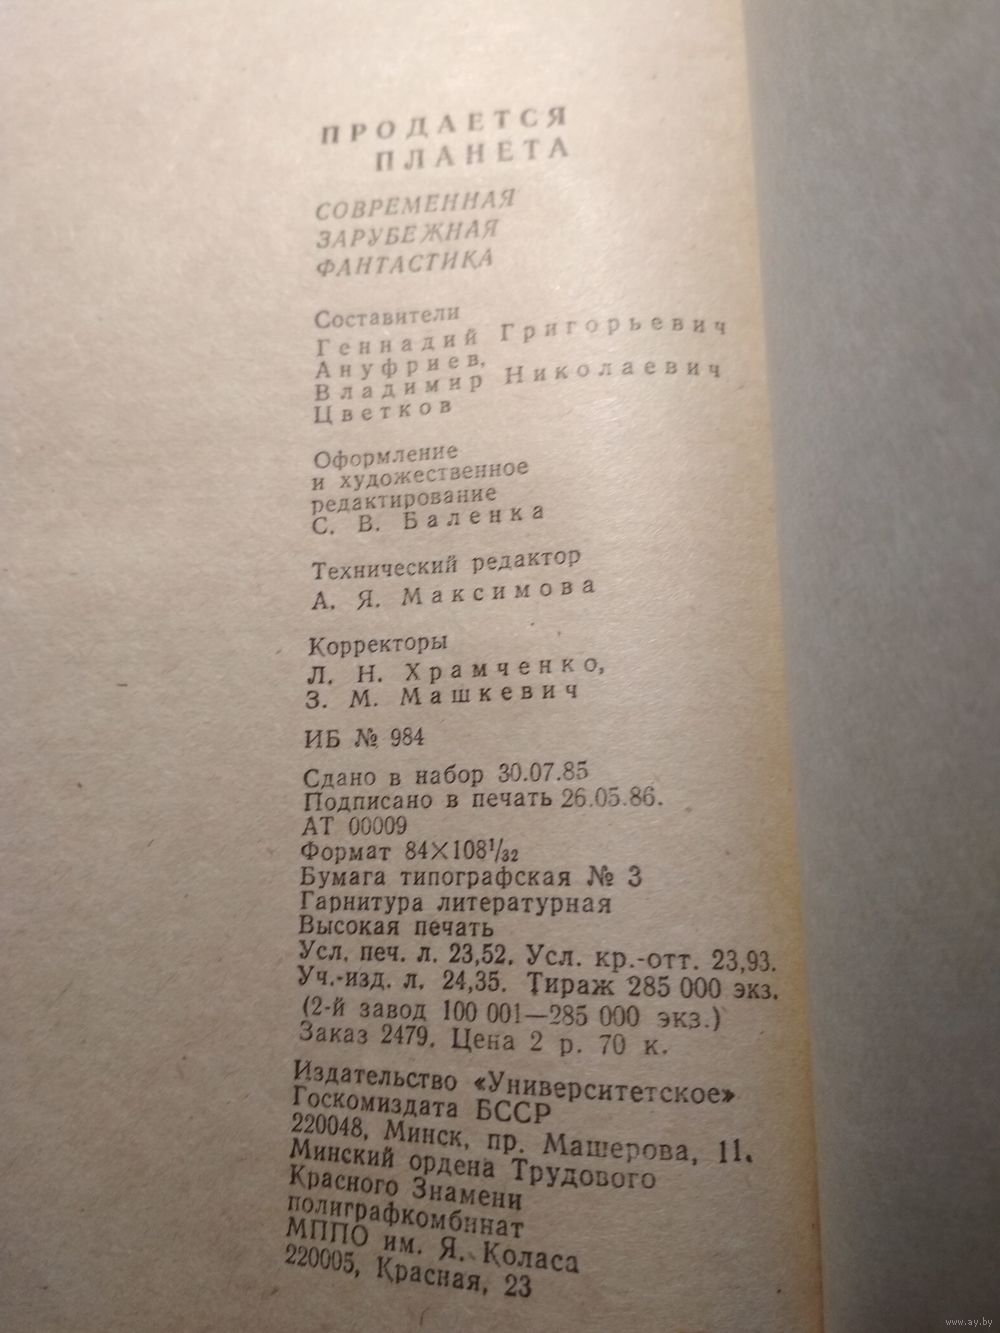 ПРОДАЕТСЯ
ПЛАНЕТА
СОВРЕМЕННАЯ
ЗАРУБЕЖНАЯ
ФАНТАСТИКА
Составители
Геннадий Григорьевич
Ануфриев,
Владимир Николаевич
Цветков
Оформление
и художественное
редактирование
С. В. Баленка
Технический редактор
А. Я. Максимова
Корректоры
Л. Н. Храмченко,
З. М. Машкевич
ИБ № 984
Сдано в набор 30.07.85
Подписано в печать 26.05.86.
АТ 00009
Формат 84×108¹/₃₂
Бумага типографская № 3
Гарнитура литературная
Высокая печать
Усл. печ. л. 23,52. Усл. кр.-отт. 23,93.
Уч.-изд. л. 24,35. Тираж 285 000 экз.
(2-й завод 100 001—285 000 экз.)
Заказ 2479. Цена 2 р. 70 к.
Издательство «Университетское»
Госкомиздата БССР
220048, Минск, пр. Машерова, 11.
Минский ордена Трудового
Красного Знамени
полиграфкомбинат
МППО им. Я. Коласа
220005, Красная, 23
www.ay.by